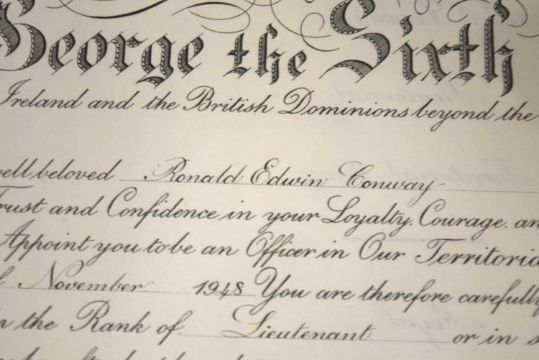 George the Sixth
Ireland and the British Dominions beyond the
well beloved Ronald Edwin Conway
Trust and Confidence in your Loyalty, Courage, an
Appoint you to be an Officer in Our Territoria
November 1948 You are therefore carefully
the Rank of Lieutenant or in s